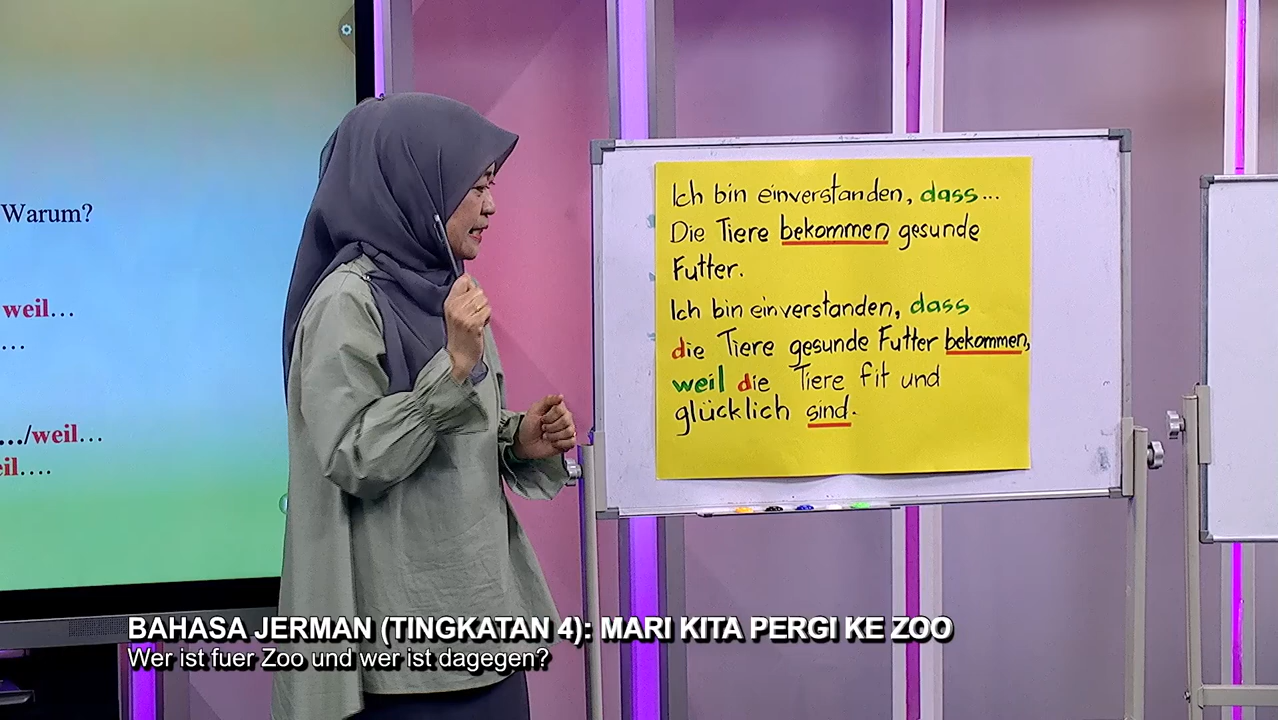 Warum?
weil…
…
…/weil…
eil….
Ich bin einverstanden, dass...
Die Tiere bekommen gesunde
Futter.
Ich bin einverstanden, dass
die Tiere gesunde Futter bekommen,
weil die Tiere fit und
glücklich sind.
BAHASA JERMAN (TINGKATAN 4): MARI KITA PERGI KE ZOO
Wer ist fuer Zoo und wer ist dagegen?